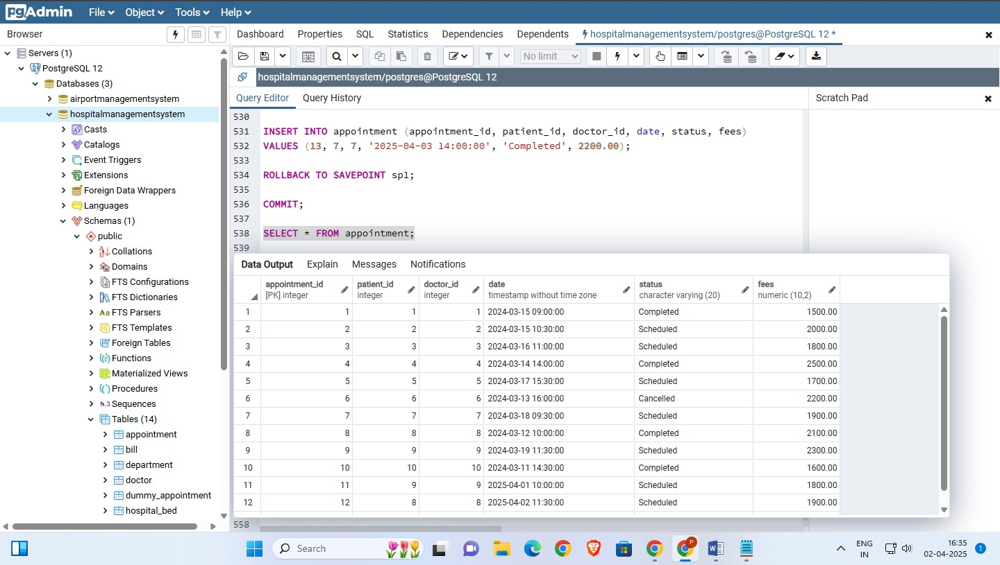 pgAdmin File Object Tools Help
Browser
Dashboard Properties SQL Statistics Dependencies Dependents hospitalmanagementsystem/postgres@PostgreSQL 12 *
No limit
hospitalmanagementsystem/postgres@PostgreSQL 12
Query Editor Query History
Scratch Pad
Servers (1)
PostgreSQL 12
Databases (3)
airportmanagementsystem
hospitalmanagementsystem
Casts
Catalogs
Event Triggers
Extensions
Foreign Data Wrappers
Languages
Schemas (1)
public
Collations
Domains
FTS Configurations
FTS Dictionaries
Aa FTS Parsers
FTS Templates
Foreign Tables
Functions
Materialized Views
Procedures
1..3 Sequences
Tables (14)
appointment
bill
department
doctor
dummy_appointment
hospital_bed
530
531 INSERT INTO appointment (appointment_id, patient_id, doctor_id, date, status, fees)
532 VALUES (13, 7, 7, '2025-04-03 14:00:00', 'Completed', 2200.00);
533
534 ROLLBACK TO SAVEPOINT sp1;
535
536 COMMIT;
537
538 SELECT * FROM appointment;
539
Data Output Explain Messages Notifications
appointment_id patient_id doctor_id date status fees
[PK] integer integer integer timestamp without time zone character varying (20) numeric (10,2)
1 1 1 1 2024-03-15 09:00:00 Completed 1500.00
2 2 2 2 2024-03-15 10:30:00 Scheduled 2000.00
3 3 3 3 2024-03-16 11:00:00 Scheduled 1800.00
4 4 4 4 2024-03-14 14:00:00 Completed 2500.00
5 5 5 5 2024-03-17 15:30:00 Scheduled 1700.00
6 6 6 6 2024-03-13 16:00:00 Cancelled 2200.00
7 7 7 7 2024-03-18 09:30:00 Scheduled 1900.00
8 8 8 8 2024-03-12 10:00:00 Completed 2100.00
9 9 9 9 2024-03-19 11:30:00 Scheduled 2300.00
10 10 10 10 2024-03-11 14:30:00 Completed 1600.00
11 11 9 9 2025-04-01 10:00:00 Scheduled 1800.00
12 12 8 8 2025-04-02 11:30:00 Scheduled 1900.00
558
Search
P
ENG
IN
16:35
02-04-2025
1